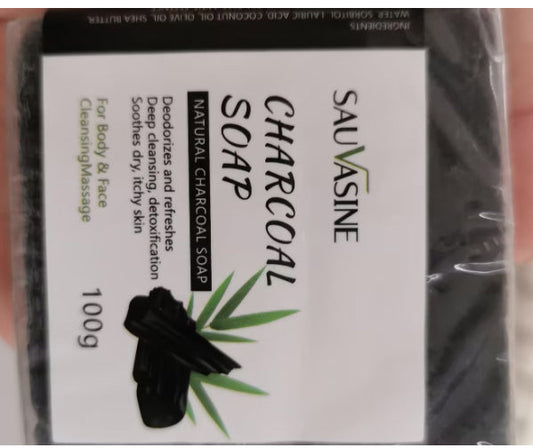 SAUVASINE
CHARCOAL
SOAP
NATURAL CHARCOAL SOAP
Deodorizes and refreshes
Deep cleansing, detoxification
Soothes dry, itchy skin
For Body & Face
CleansingMassage
100g
INGREDIENTS
WATER, SORBITOL, LAURIC ACID, COCONUT OIL, OLIVE OIL, SHEA BUTTER,